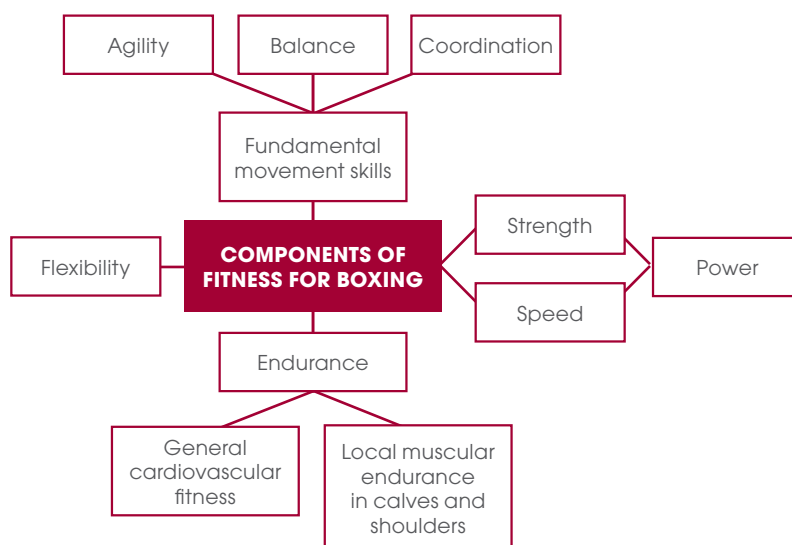 Agility
Balance
Coordination
Fundamental
movement skills
Flexibility
COMPONENTS OF
FITNESS FOR BOXING
Strength
Speed
Power
Endurance
General
cardiovascular
fitness
Local muscular
endurance
in calves and
shoulders